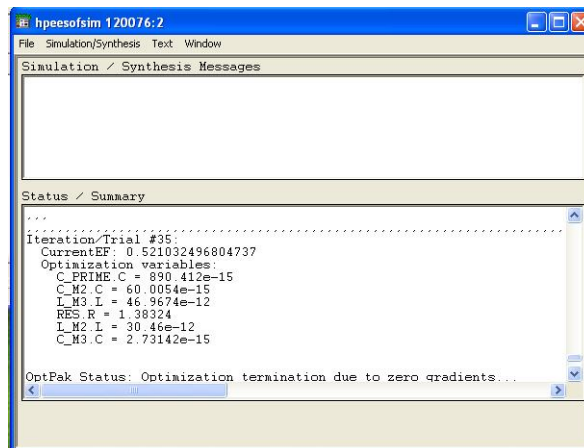 hpeesofsim 120076:2
File Simulation/Synthesis Text Window
Simulation / Synthesis Messages
Status / Summary
,,,
Iteration/Trial #35:
CurrentEF: 0.521032496804737
Optimization variables:
C_PRIME.C = 890.412e-15
C_M2.C = 60.0054e-15
L_M3.L = 46.9674e-12
RES.R = 1.38324
L_M2.L = 30.46e-12
C_M3.C = 2.73142e-15
OptPak Status: Optimization termination due to zero gradients...